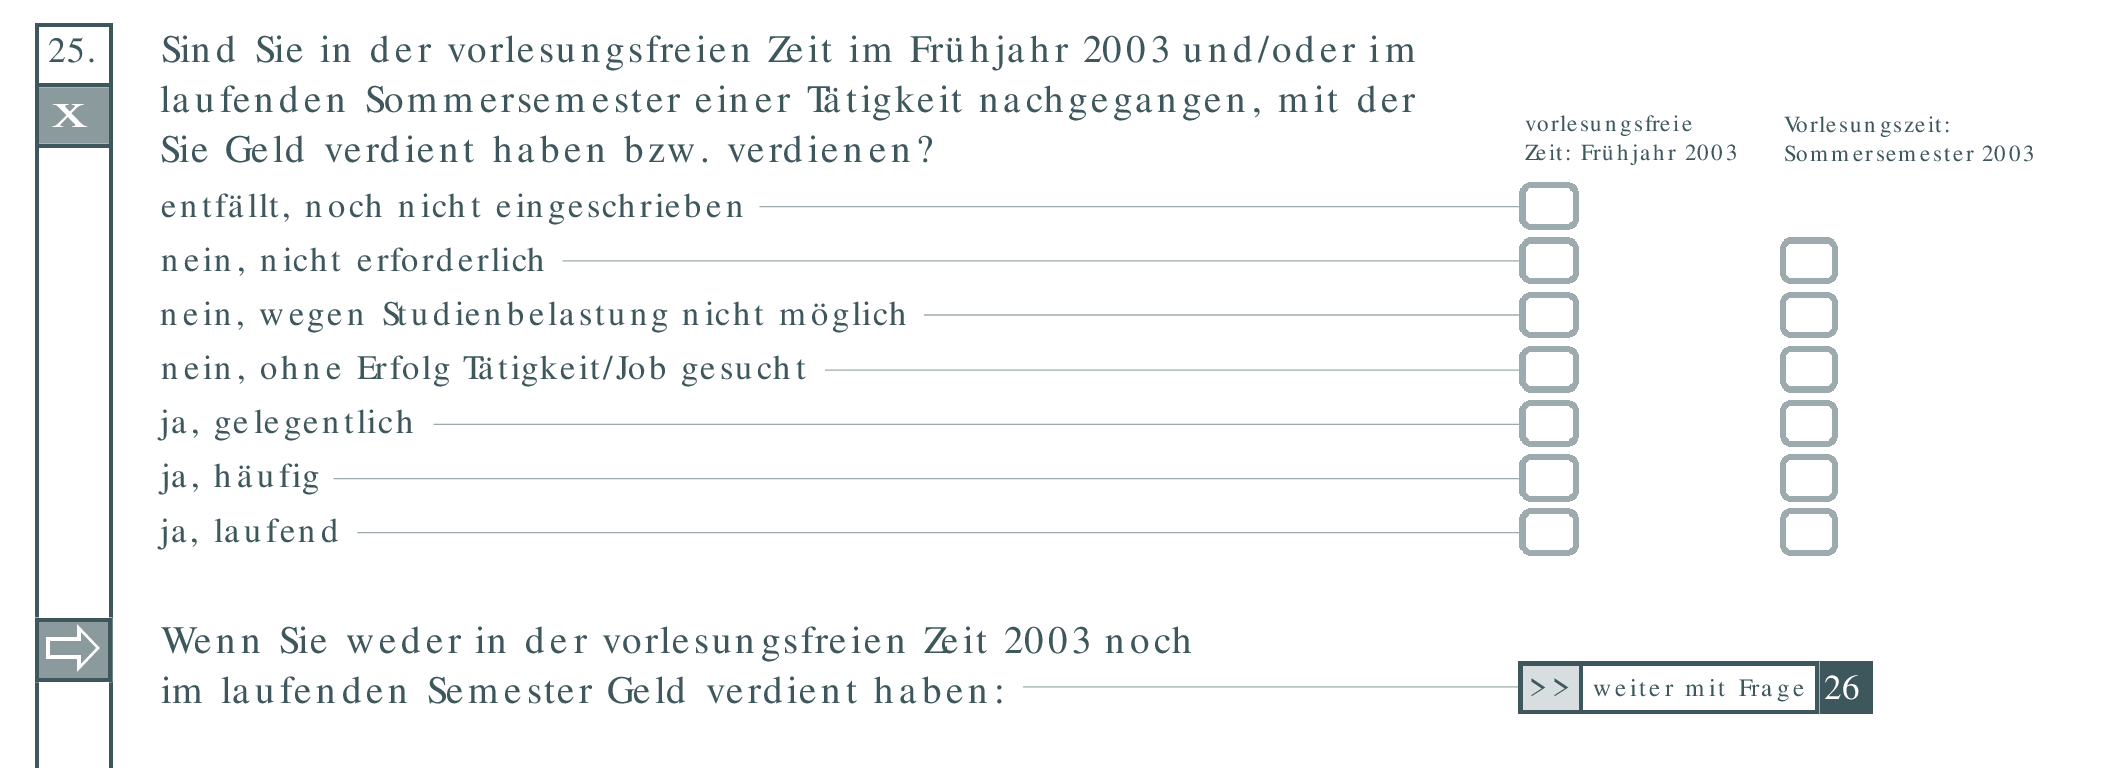 25.
Sind Sie in der vorlesungsfreien Zeit im Frühjahr 2003 und/oder im
laufenden Sommersemester einer Tätigkeit nachgegangen, mit der
Sie Geld verdient haben bzw. verdienen?
x
vorlesungsfreie
Zeit: Frühjahr 2003
Vorlesungszeit:
Sommersemester 2003
entfällt, noch nicht eingeschrieben
nein, nicht erforderlich
nein, wegen Studienbelastung nicht möglich
nein, ohne Erfolg Tätigkeit/Job gesucht
ja, gelegentlich
ja, häufig
ja, laufend
Wenn Sie weder in der vorlesungsfreien Zeit 2003 noch
im laufenden Semester Geld verdient haben:
>> weiter mit Frage 26